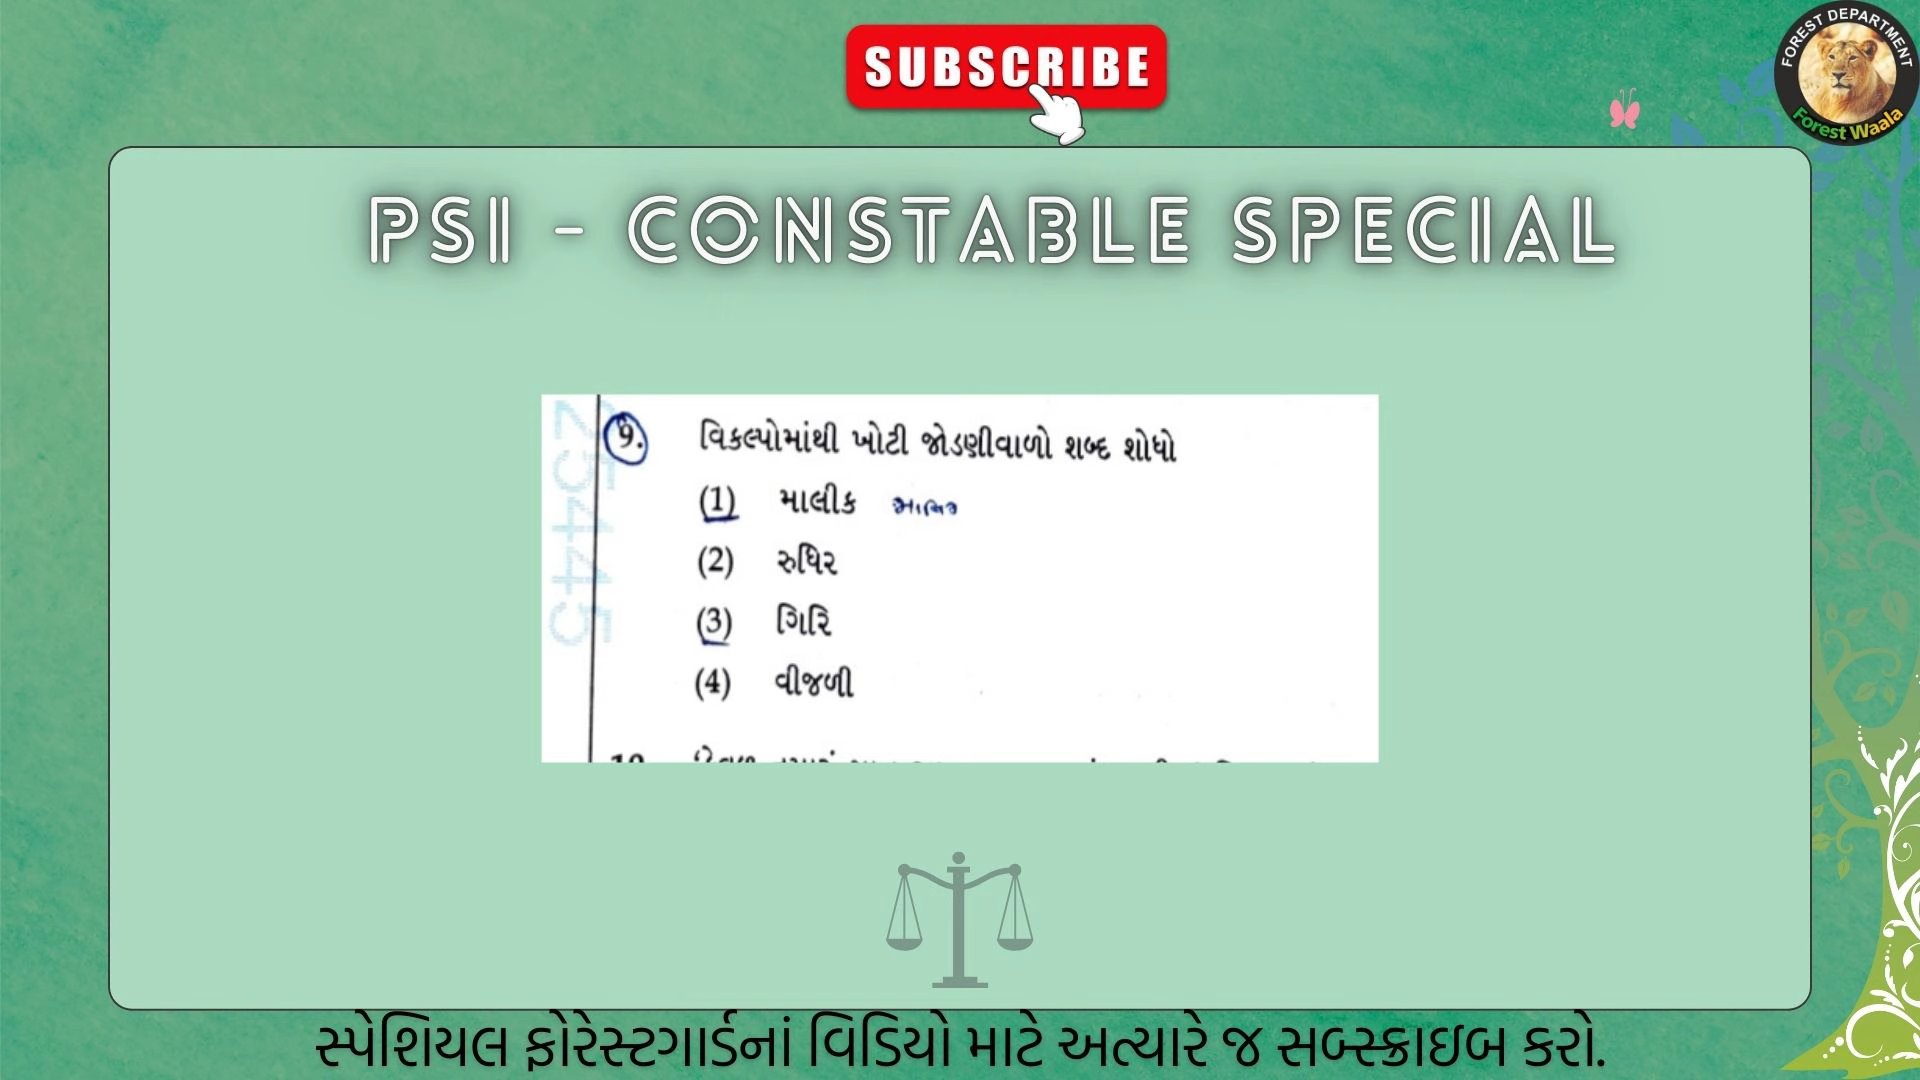 SUBSCRIBE
FOREST DEPARTMENT
Forest Waala
PSI - CONSTABLE SPECIAL
25445
9. વિકલ્પોમાંથી ખોટી જોડણીવાળો શબ્દ શોધો
(1) માલીક માલિક
(2) રુધિર
(3) ગિરિ
(4) વીજળી
સ્પેશિયલ ફોરેસ્ટગાર્ડનાં વિડિયો માટે અત્યારે જ સબ્સ્ક્રાઇબ કરો.